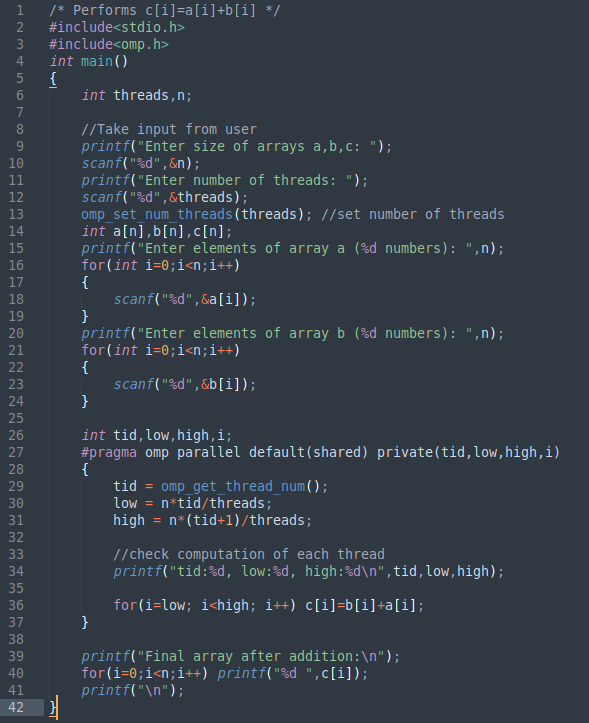 1 /* Performs c[i]=a[i]+b[i] */
2 #include<stdio.h>
3 #include<omp.h>
4 int main()
5 {
6     int threads,n;
7
8     //Take input from user
9     printf("Enter size of arrays a,b,c: ");
10     scanf("%d",&n);
11     printf("Enter number of threads: ");
12     scanf("%d",&threads);
13     omp_set_num_threads(threads); //set number of threads
14     int a[n],b[n],c[n];
15     printf("Enter elements of array a (%d numbers): ",n);
16     for(int i=0;i<n;i++)
17     {
18         scanf("%d",&a[i]);
19     }
20     printf("Enter elements of array b (%d numbers): ",n);
21     for(int i=0;i<n;i++)
22     {
23         scanf("%d",&b[i]);
24     }
25
26     int tid,low,high,i;
27     #pragma omp parallel default(shared) private(tid,low,high,i)
28     {
29         tid = omp_get_thread_num();
30         low = n*tid/threads;
31         high = n*(tid+1)/threads;
32
33         //check computation of each thread
34         printf("tid:%d, low:%d, high:%d\n",tid,low,high);
35
36         for(i=low; i<high; i++) c[i]=b[i]+a[i];
37     }
38
39     printf("Final array after addition:\n");
40     for(i=0;i<n;i++) printf("%d ",c[i]);
41     printf("\n");
42 }